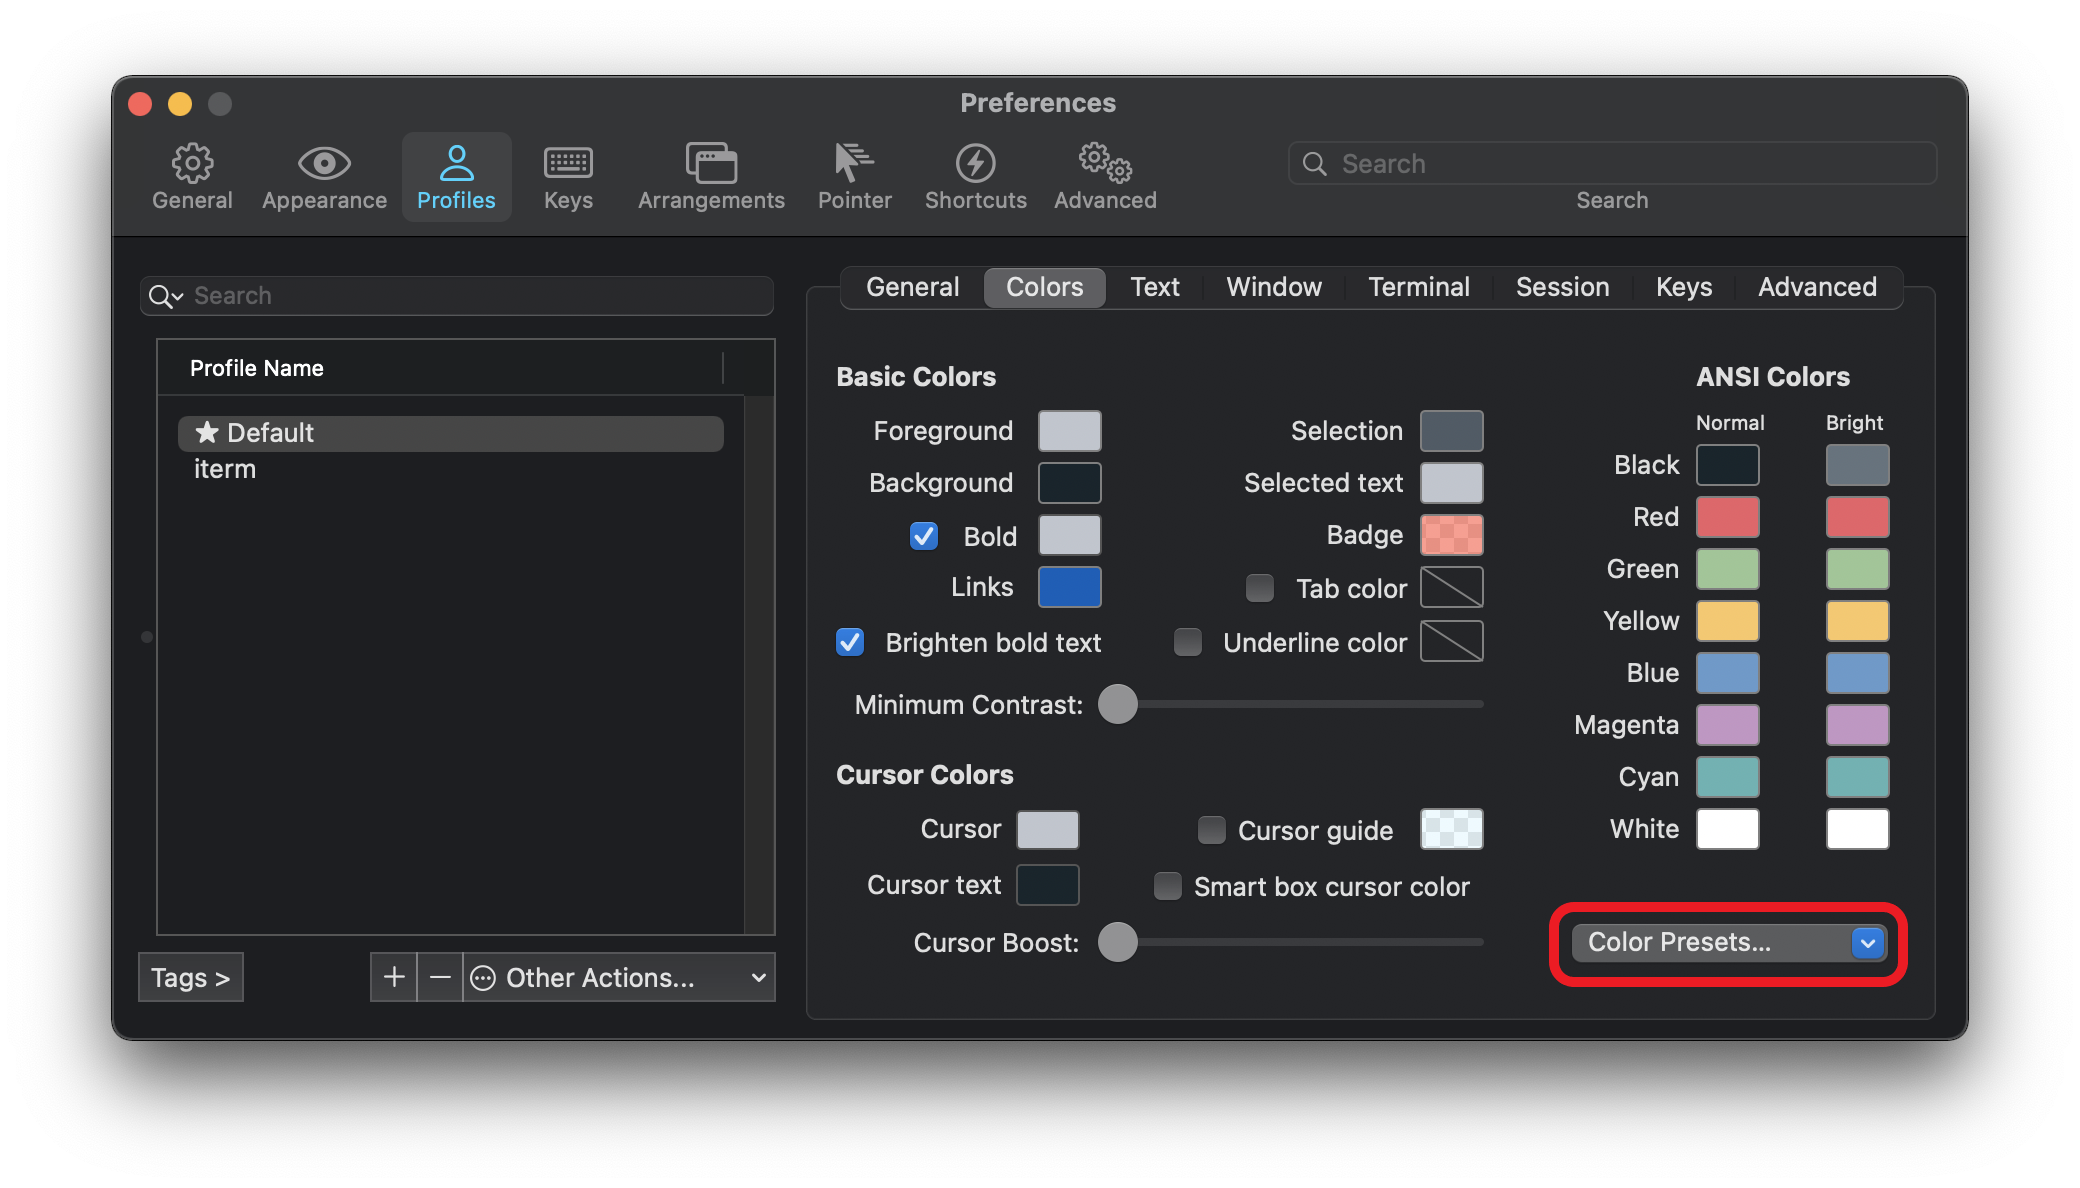 Preferences
General
Appearance
Profiles
Keys
Arrangements
Pointer
Shortcuts
Advanced
Search
Search
Search
Profile Name
Default
iterm
Tags >
Other Actions...
General
Colors
Text
Window
Terminal
Session
Keys
Advanced
Basic Colors
Foreground
Background
Bold
Links
Brighten bold text
Minimum Contrast:
Selection
Selected text
Badge
Tab color
Underline color
Cursor Colors
Cursor
Cursor text
Cursor Boost:
Cursor guide
Smart box cursor color
ANSI Colors
Normal Bright
Black
Red
Green
Yellow
Blue
Magenta
Cyan
White
Color Presets...